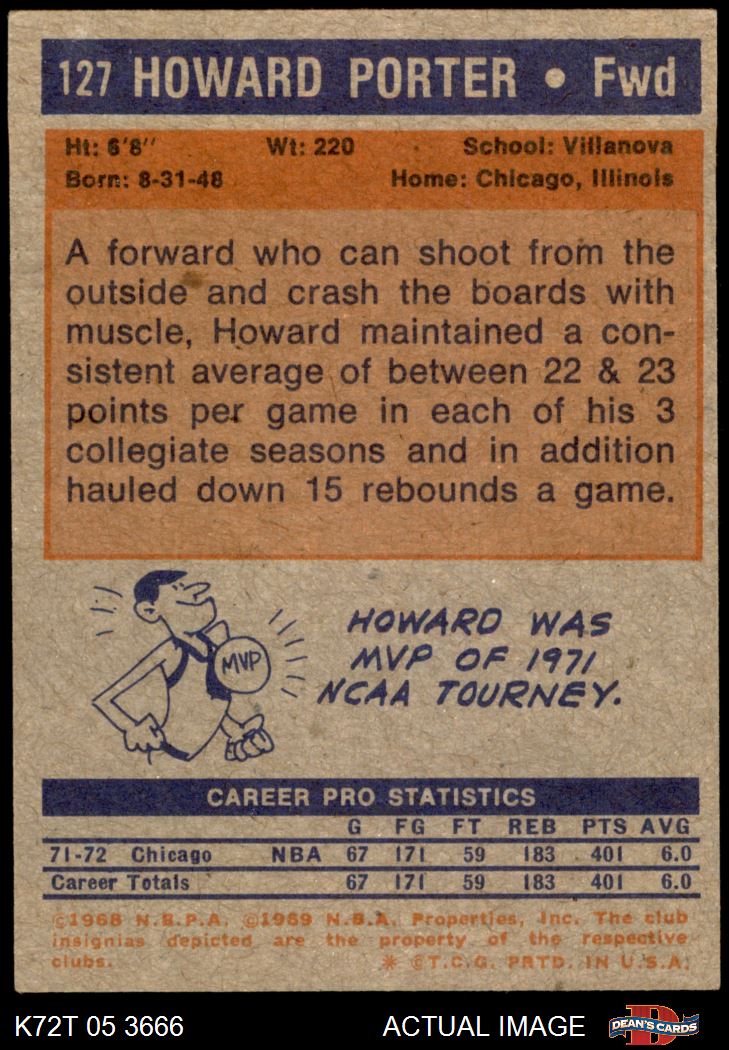 127 HOWARD PORTER • Fwd
Ht: 6'8" Wt: 220 School: Villanova
Born: 8-31-48 Home: Chicago, Illinois
A forward who can shoot from the
outside and crash the boards with
muscle, Howard maintained a con-
sistent average of between 22 & 23
points per game in each of his 3
collegiate seasons and in addition
hauled down 15 rebounds a game.
MVP
HOWARD WAS
MVP OF 1971
NCAA TOURNEY.
CAREER PRO STATISTICS
G FG FT REB PTS AVG
71-72 Chicago NBA 67 171 59 183 401 6.0
Career Totals 67 171 59 183 401 6.0
©1968 N.B.P.A. ©1969 N.B.A. Properties, Inc. The club
insignias depicted are the property of the respective
clubs. * ©T.C.G. PRTD. IN U.S.A.
K72T 05 3666 ACTUAL IMAGE DEAN'S CARDS